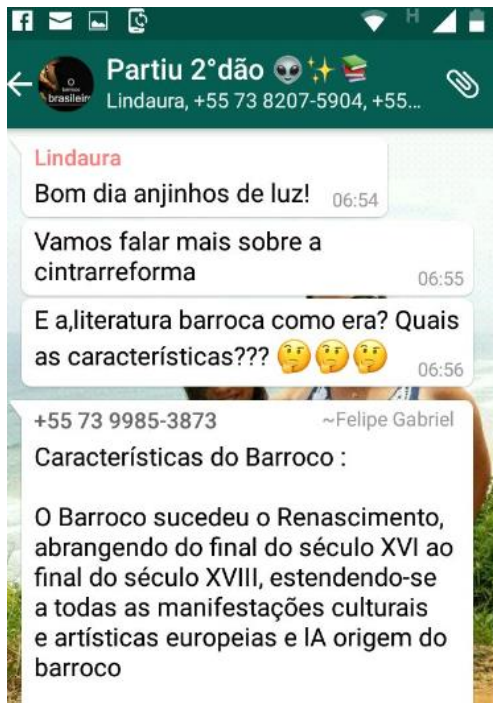 H
Partiu 2°dão 👽✨📚
Lindaura, +55 73 8207-5904, +55...
O
barroco
brasileiro
Lindaura
Bom dia anjinhos de luz! 06:54
Vamos falar mais sobre a
cintrarreforma 06:55
E a,literatura barroca como era? Quais
as características??? 🤔🤔🤔 06:56
+55 73 9985-3873 ~Felipe Gabriel
Características do Barroco :
O Barroco sucedeu o Renascimento,
abrangendo do final do século XVI ao
final do século XVIII, estendendo-se
a todas as manifestações culturais
e artísticas europeias e lA origem do
barroco